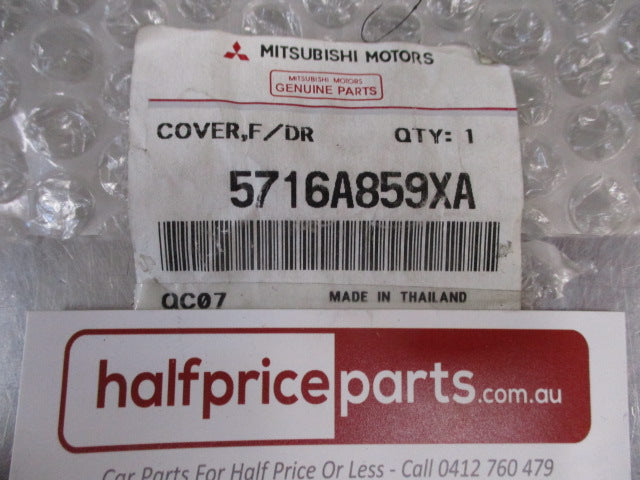 MITSUBISHI MOTORS
MITSUBISHI MOTORS
GENUINE PARTS
COVER,F/DR QTY: 1
5716A859XA
QC07 MADE IN THAILAND
halfpriceparts.com.au
Car Parts For Half Price Or Less - Call 0412 760 479